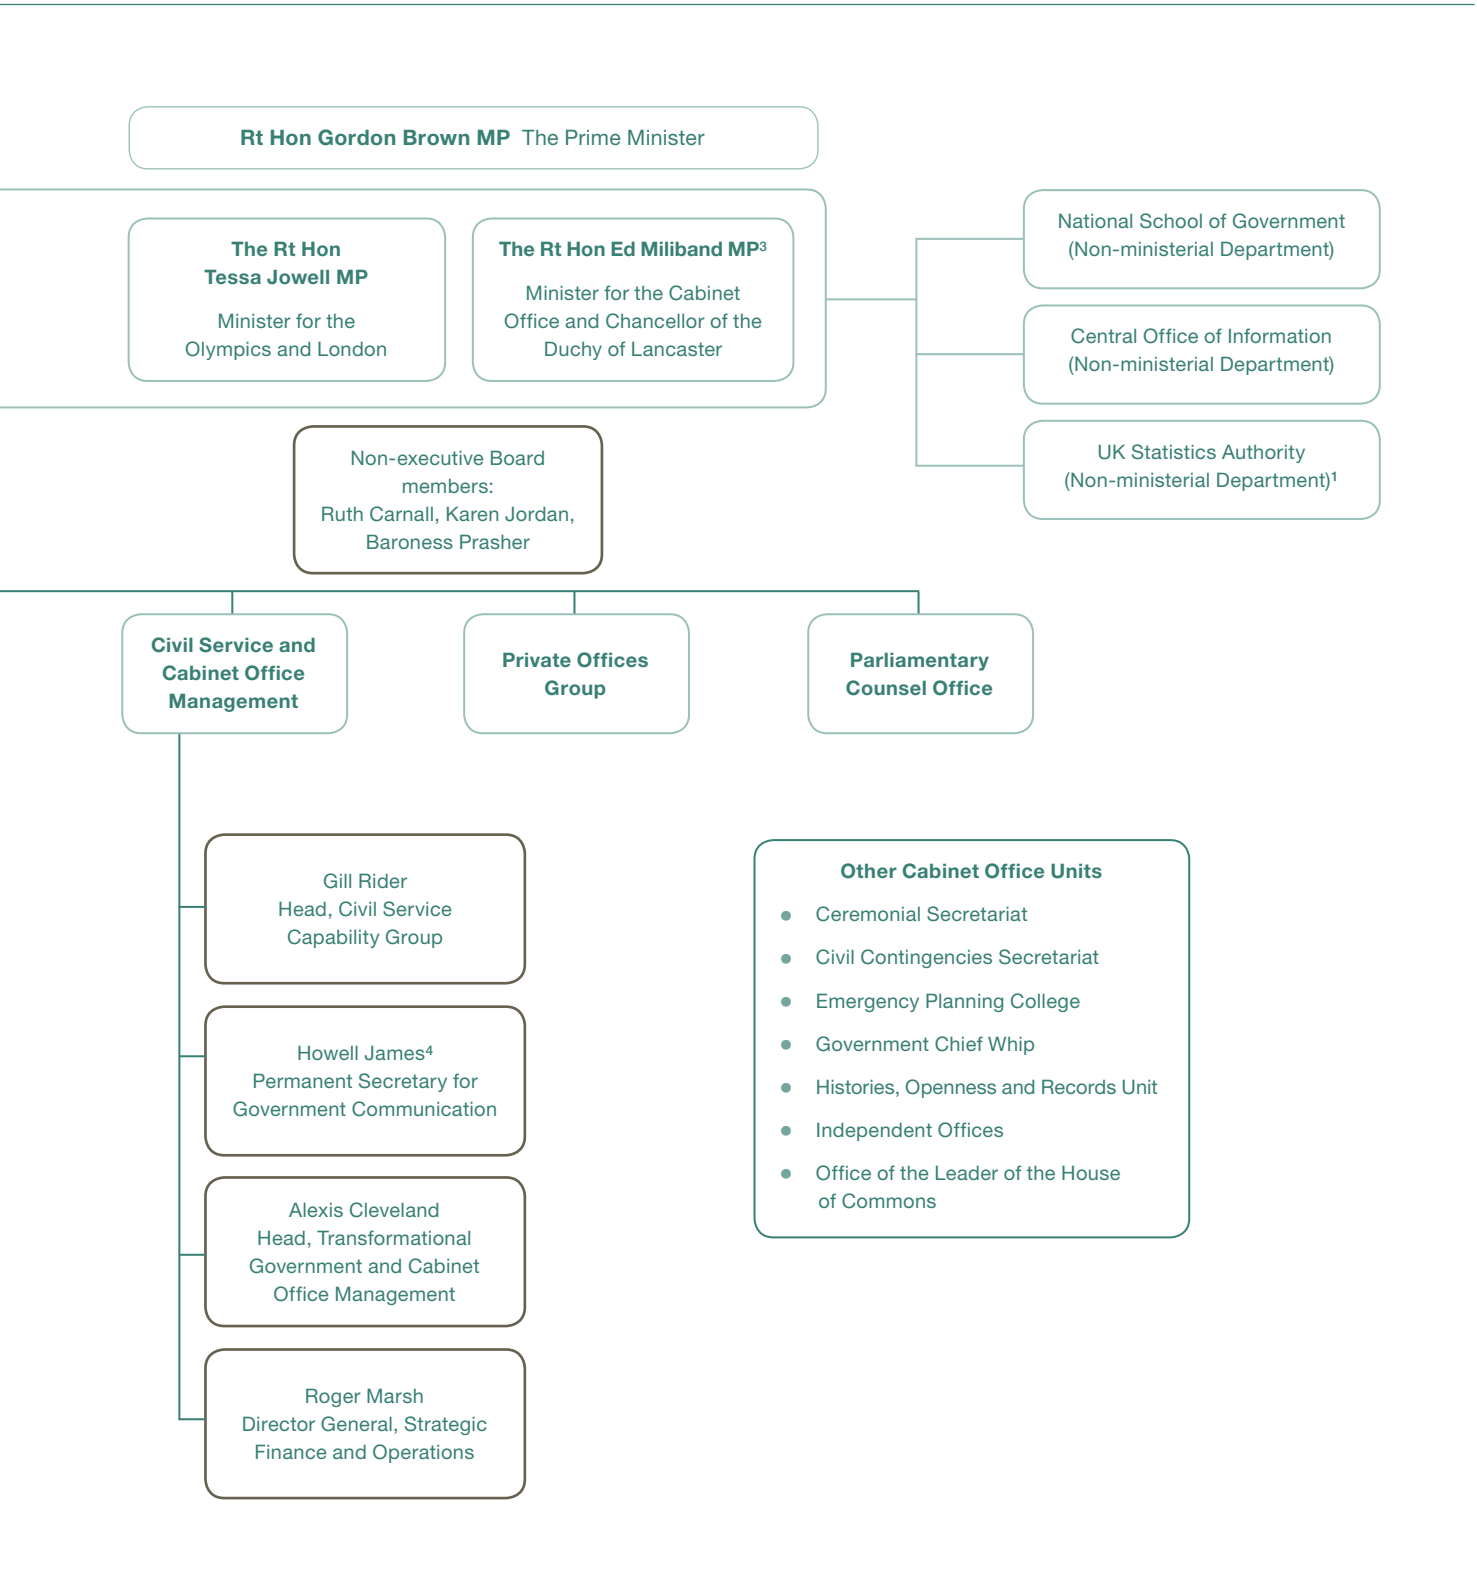 Rt Hon Gordon Brown MP The Prime Minister
The Rt Hon
Tessa Jowell MP
Minister for the
Olympics and London
The Rt Hon Ed Miliband MP³
Minister for the Cabinet
Office and Chancellor of the
Duchy of Lancaster
National School of Government
(Non-ministerial Department)
Central Office of Information
(Non-ministerial Department)
UK Statistics Authority
(Non-ministerial Department)¹
Non-executive Board
members:
Ruth Carnall, Karen Jordan,
Baroness Prasher
Civil Service and
Cabinet Office
Management
Private Offices
Group
Parliamentary
Counsel Office
Gill Rider
Head, Civil Service
Capability Group
Howell James⁴
Permanent Secretary for
Government Communication
Alexis Cleveland
Head, Transformational
Government and Cabinet
Office Management
Roger Marsh
Director General, Strategic
Finance and Operations
Other Cabinet Office Units
● Ceremonial Secretariat
● Civil Contingencies Secretariat
● Emergency Planning College
● Government Chief Whip
● Histories, Openness and Records Unit
● Independent Offices
● Office of the Leader of the House
of Commons